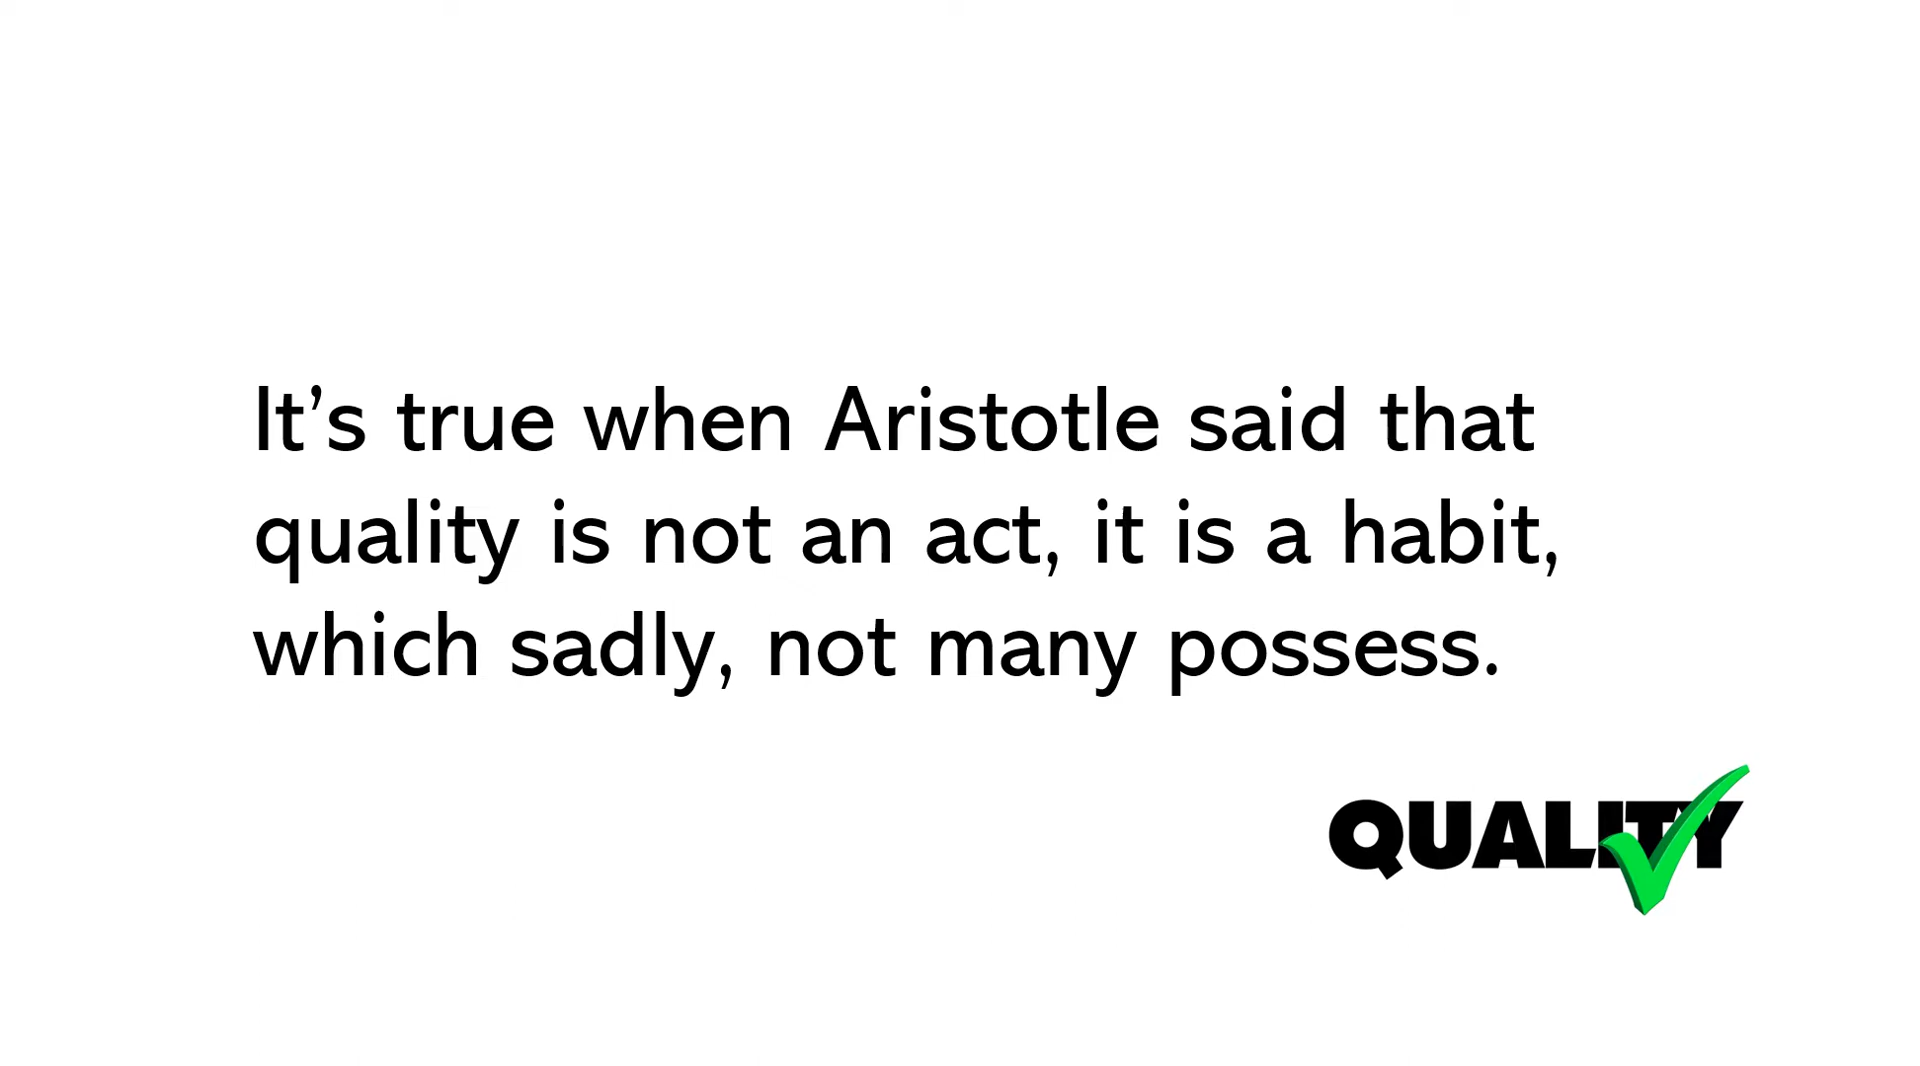 It’s true when Aristotle said that
quality is not an act, it is a habit,
which sadly, not many possess.
QUALITY